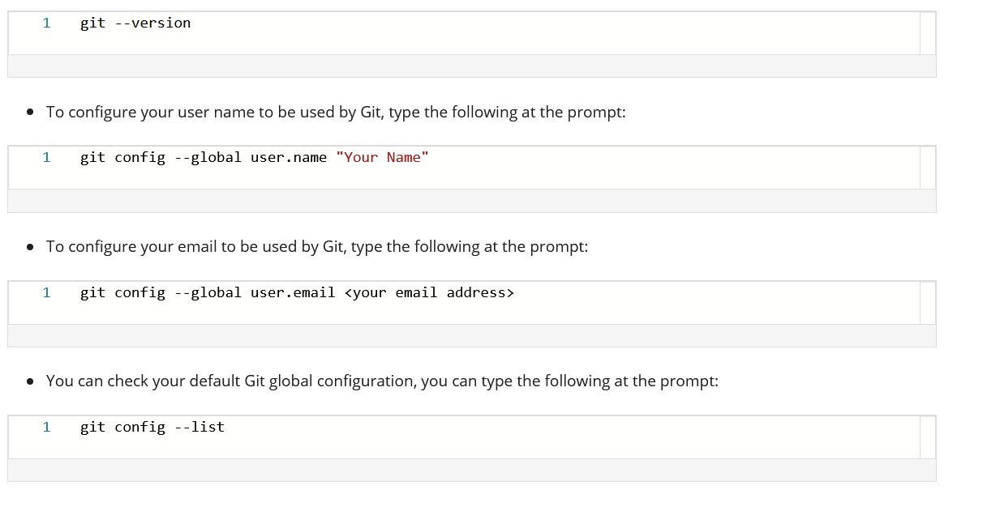 1 git --version
• To configure your user name to be used by Git, type the following at the prompt:
1 git config --global user.name "Your Name"
• To configure your email to be used by Git, type the following at the prompt:
1 git config --global user.email <your email address>
• You can check your default Git global configuration, you can type the following at the prompt:
1 git config --list